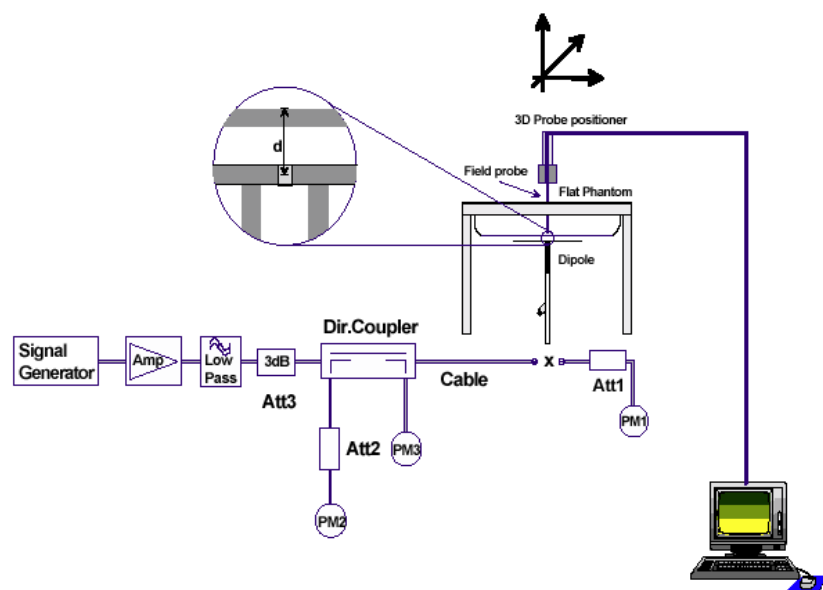 3D Probe positioner
d
Field probe
Flat Phantom
Dipole
Dir.Coupler
Signal
Generator
Amp
Low
Pass
3dB
Cable
x
Att1
Att3
PM1
Att2
PM3
PM2